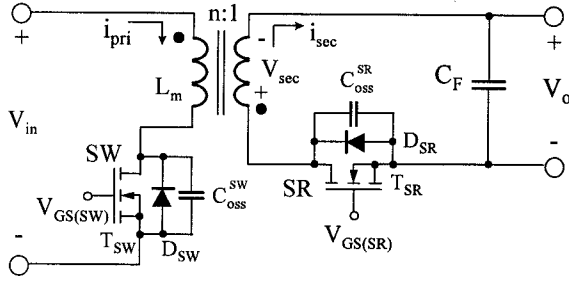 n:1
+
i_pri
-
i_sec
+
L_m
V_sec
+
C_oss^SR
C_F
V_o
V_in
SW
D_SR
-
SR
T_SR
V_GS(SW)
C_oss^SW
V_GS(SR)
-
T_SW
D_SW